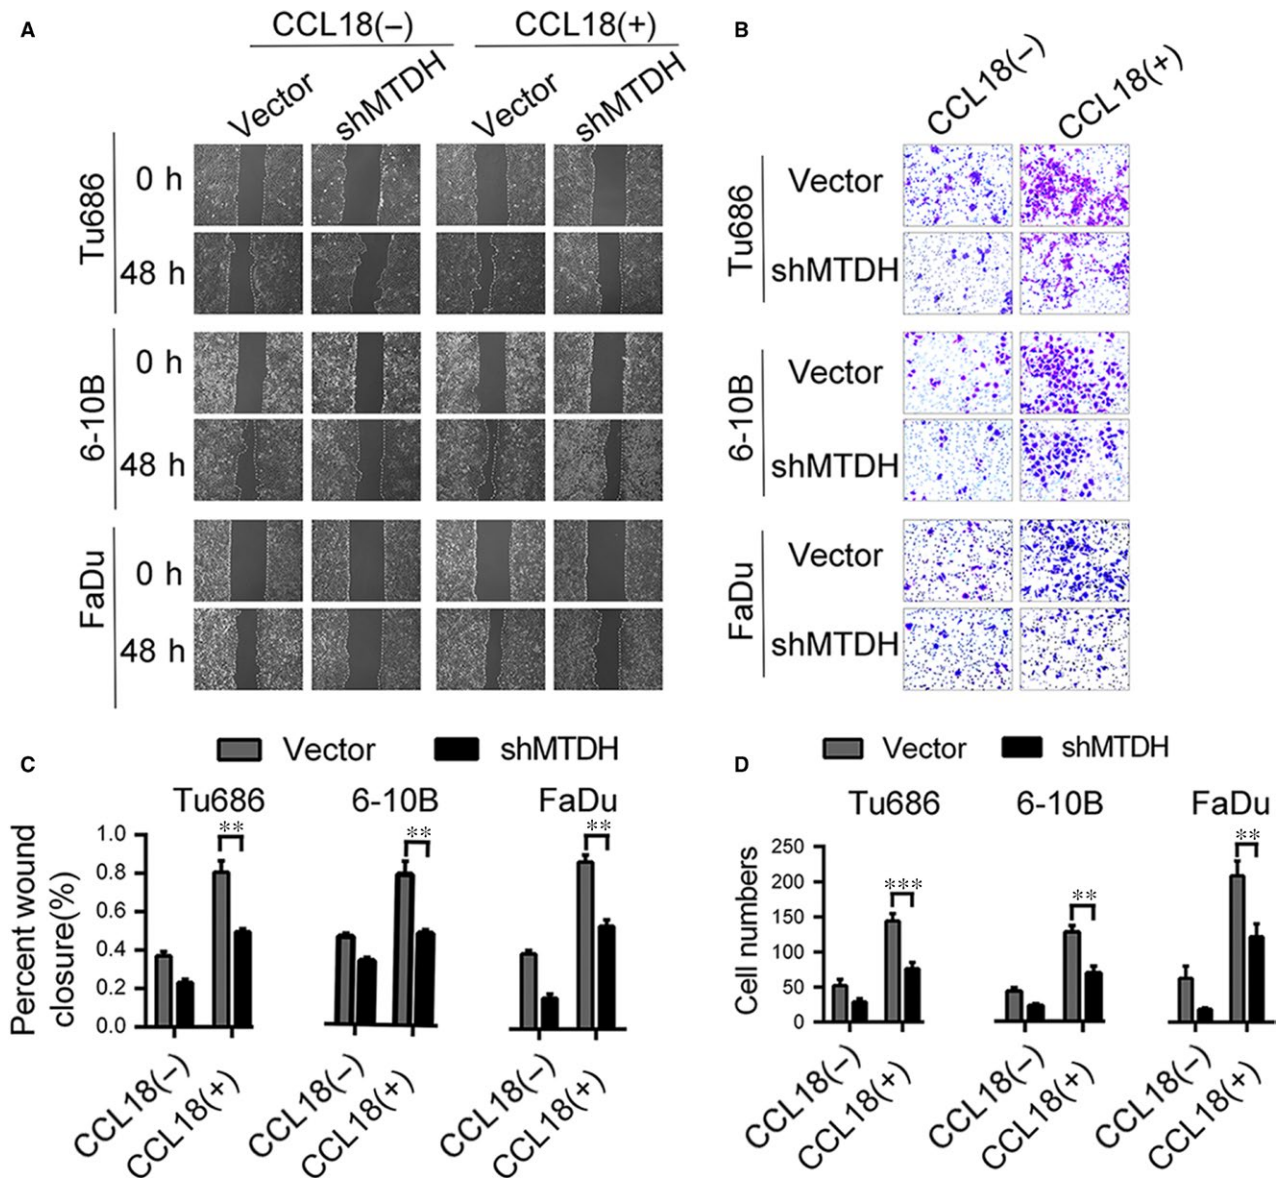 A
CCL18(–) CCL18(+)
Vector shMTDH Vector shMTDH
Tu686
0 h
48 h
6-10B
0 h
48 h
FaDu
0 h
48 h
B
CCL18(–) CCL18(+)
Tu686
Vector
shMTDH
6-10B
Vector
shMTDH
FaDu
Vector
shMTDH
C
Vector shMTDH
Tu686 6-10B FaDu
Percent wound
closure(%)
1.0
0.8
0.6
0.4
0.2
0.0
** ** **
CCL18(–) CCL18(+) CCL18(–) CCL18(+) CCL18(–) CCL18(+)
D
Vector shMTDH
Tu686 6-10B FaDu
Cell numbers
250
200
150
100
50
0
*** ** **
CCL18(–) CCL18(+) CCL18(–) CCL18(+) CCL18(–) CCL18(+)